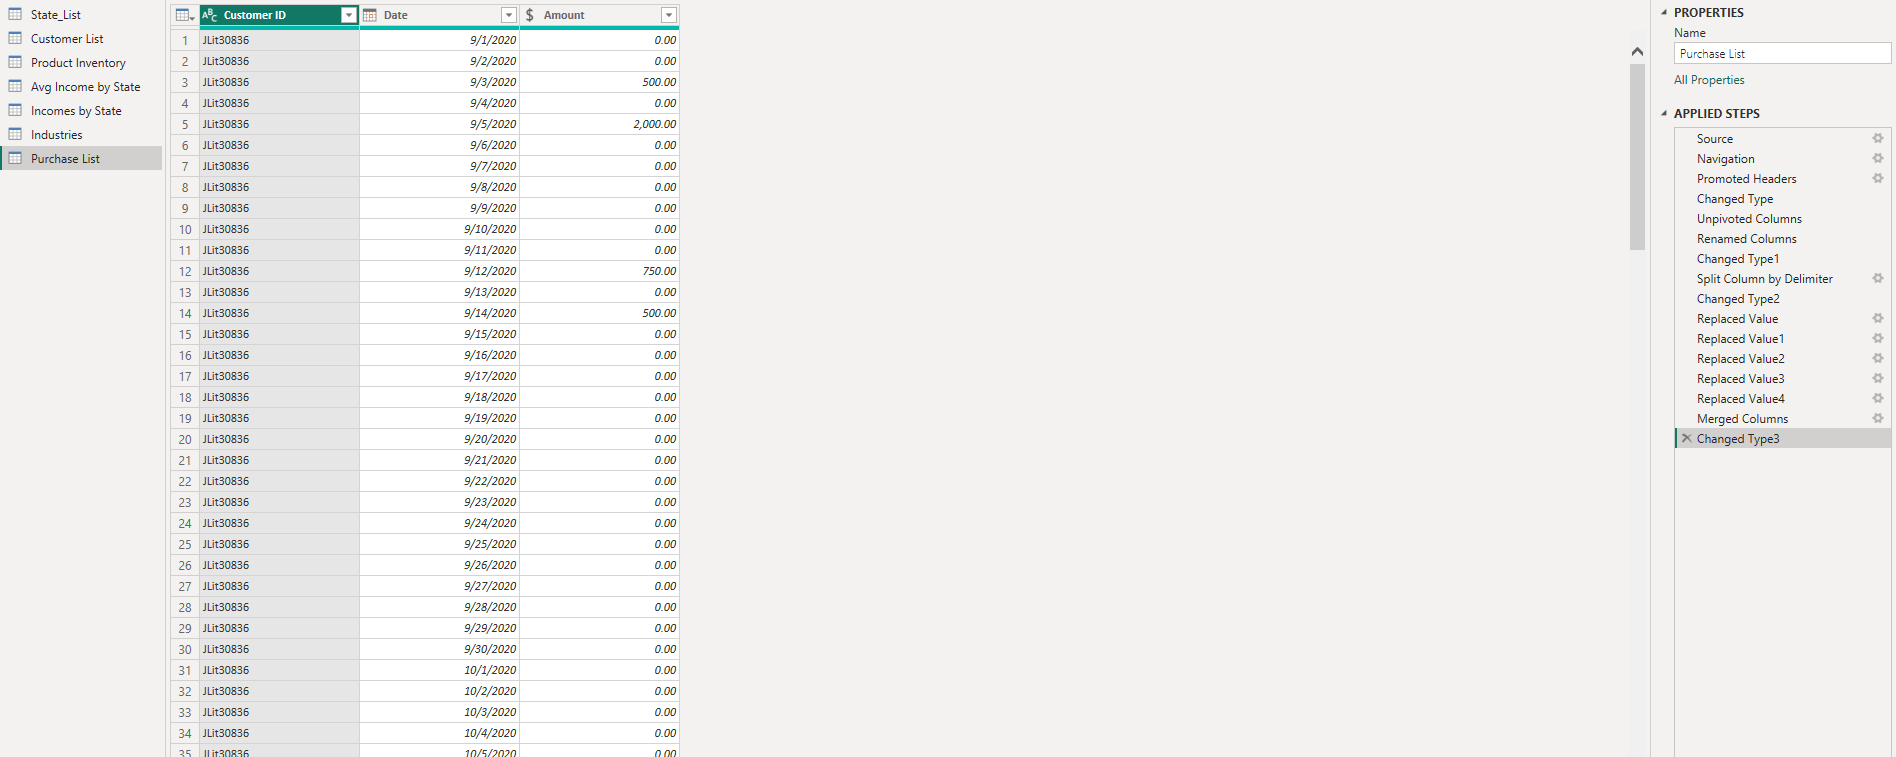 State_List
Customer List
Product Inventory
Avg Income by State
Incomes by State
Industries
Purchase List
ABC Customer ID Date $ Amount
1 JLit30836 9/1/2020 0.00
2 JLit30836 9/2/2020 0.00
3 JLit30836 9/3/2020 500.00
4 JLit30836 9/4/2020 0.00
5 JLit30836 9/5/2020 2,000.00
6 JLit30836 9/6/2020 0.00
7 JLit30836 9/7/2020 0.00
8 JLit30836 9/8/2020 0.00
9 JLit30836 9/9/2020 0.00
10 JLit30836 9/10/2020 0.00
11 JLit30836 9/11/2020 0.00
12 JLit30836 9/12/2020 750.00
13 JLit30836 9/13/2020 0.00
14 JLit30836 9/14/2020 500.00
15 JLit30836 9/15/2020 0.00
16 JLit30836 9/16/2020 0.00
17 JLit30836 9/17/2020 0.00
18 JLit30836 9/18/2020 0.00
19 JLit30836 9/19/2020 0.00
20 JLit30836 9/20/2020 0.00
21 JLit30836 9/21/2020 0.00
22 JLit30836 9/22/2020 0.00
23 JLit30836 9/23/2020 0.00
24 JLit30836 9/24/2020 0.00
25 JLit30836 9/25/2020 0.00
26 JLit30836 9/26/2020 0.00
27 JLit30836 9/27/2020 0.00
28 JLit30836 9/28/2020 0.00
29 JLit30836 9/29/2020 0.00
30 JLit30836 9/30/2020 0.00
31 JLit30836 10/1/2020 0.00
32 JLit30836 10/2/2020 0.00
33 JLit30836 10/3/2020 0.00
34 JLit30836 10/4/2020 0.00
35 JLit30836 10/5/2020 0.00
PROPERTIES
Name
Purchase List
All Properties
APPLIED STEPS
Source
Navigation
Promoted Headers
Changed Type
Unpivoted Columns
Renamed Columns
Changed Type1
Split Column by Delimiter
Changed Type2
Replaced Value
Replaced Value1
Replaced Value2
Replaced Value3
Replaced Value4
Merged Columns
Changed Type3